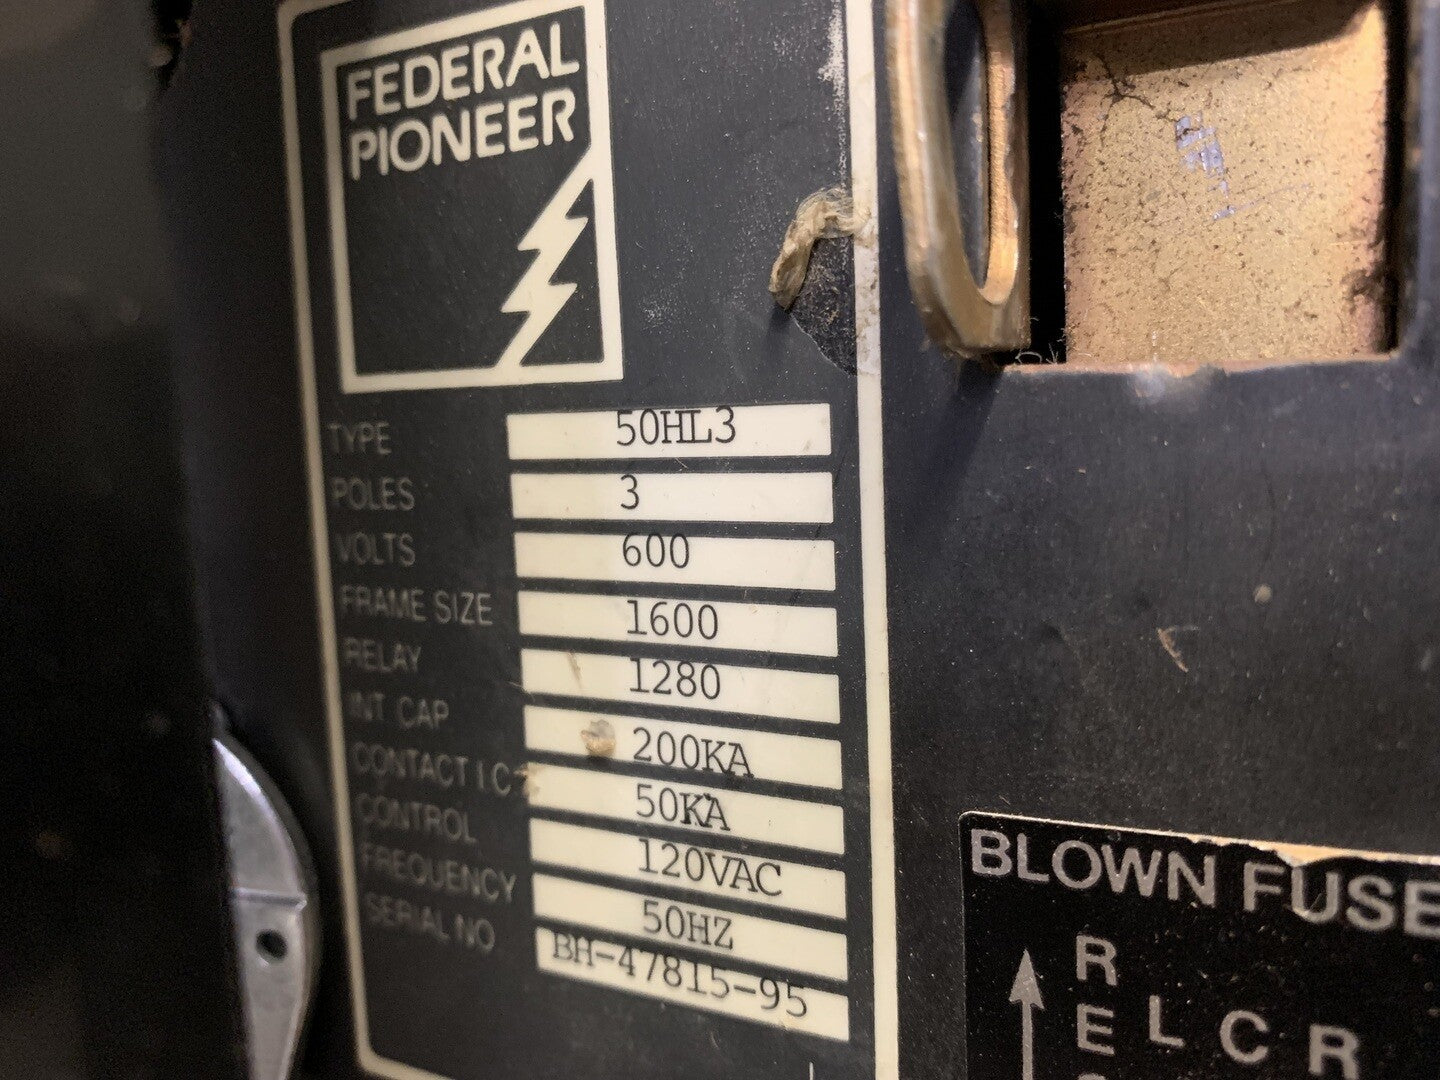 FEDERAL
PIONEER
TYPE 50HL3
POLES 3
VOLTS 600
FRAME SIZE 1600
RELAY 1280
INT CAP 200KA
CONTACT I.C 50KA
CONTROL 120VAC
FREQUENCY 50HZ
SERIAL NO BH-47815-95
BLOWN FUSE
R
E L C R